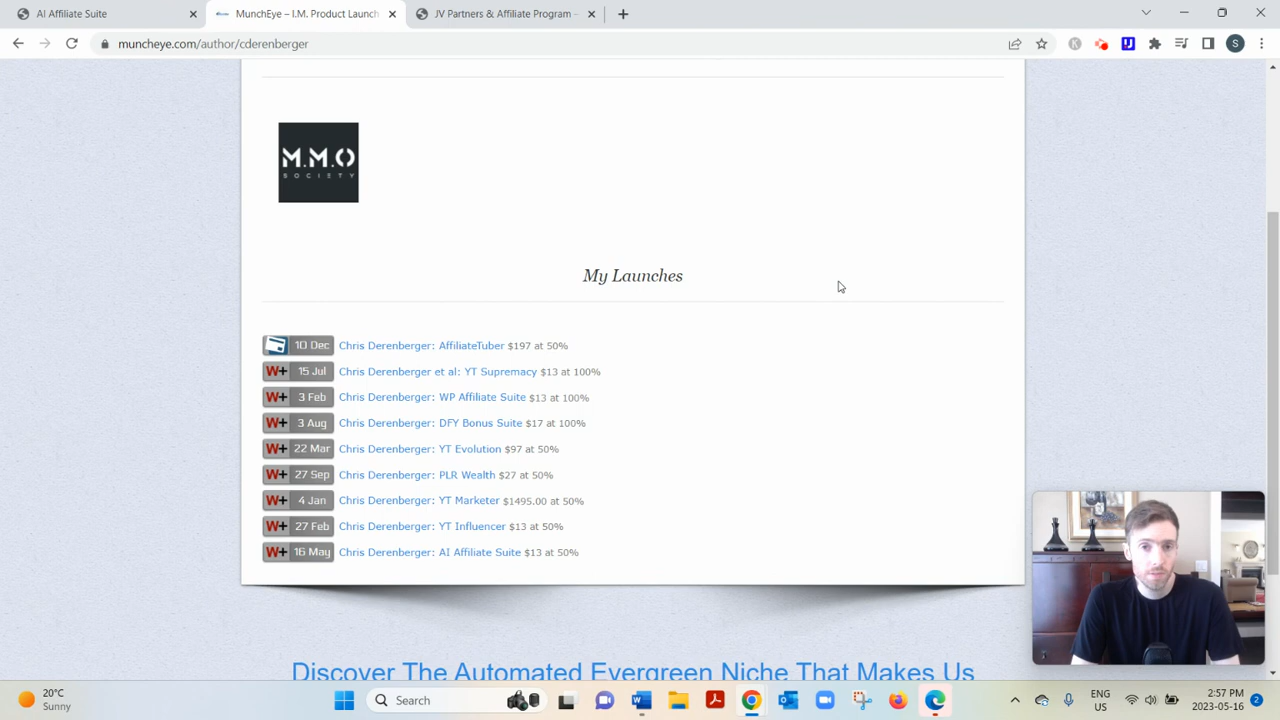 AI Affiliate Suite
MunchEye – I.M. Product Launch
JV Partners & Affiliate Program –
muncheye.com/author/cderenberger
S
M.M.O
SOCIETY
My Launches
10 Dec Chris Derenberger: AffiliateTuber $197 at 50%
W+ 15 Jul Chris Derenberger et al: YT Supremacy $13 at 100%
W+ 3 Feb Chris Derenberger: WP Affiliate Suite $13 at 100%
W+ 3 Aug Chris Derenberger: DFY Bonus Suite $17 at 100%
W+ 22 Mar Chris Derenberger: YT Evolution $97 at 50%
W+ 27 Sep Chris Derenberger: PLR Wealth $27 at 50%
W+ 4 Jan Chris Derenberger: YT Marketer $1495.00 at 50%
W+ 27 Feb Chris Derenberger: YT Influencer $13 at 50%
W+ 16 May Chris Derenberger: AI Affiliate Suite $13 at 50%
Discover The Automated Evergreen Niche That Makes Us
20°C
Sunny
Search
ENG
US
2:57 PM
2023-05-16
2